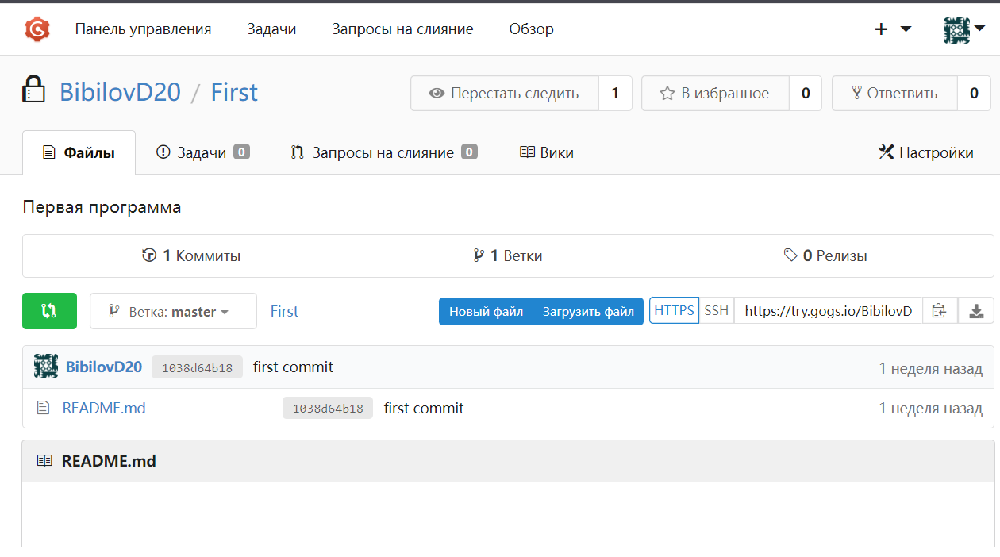 Панель управления Задачи Запросы на слияние Обзор
BibilovD20 / First Перестать следить 1 В избранное 0 Ответвить 0
Файлы Задачи 0 Запросы на слияние 0 Вики Настройки
Первая программа
1 Коммиты 1 Ветки 0 Релизы
Ветка: master First Новый файл Загрузить файл HTTPS SSH https://try.gogs.io/BibilovD
BibilovD20 1038d64b18 first commit 1 неделя назад
README.md 1038d64b18 first commit 1 неделя назад
README.md